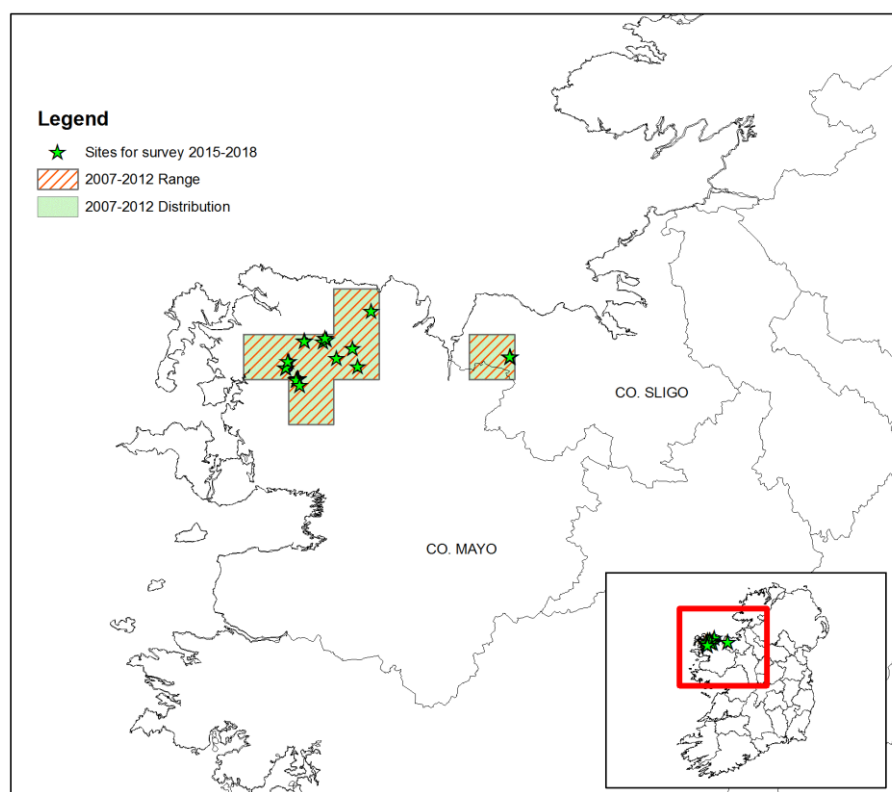 Legend
Sites for survey 2015-2018
2007-2012 Range
2007-2012 Distribution
CO. SLIGO
CO. MAYO